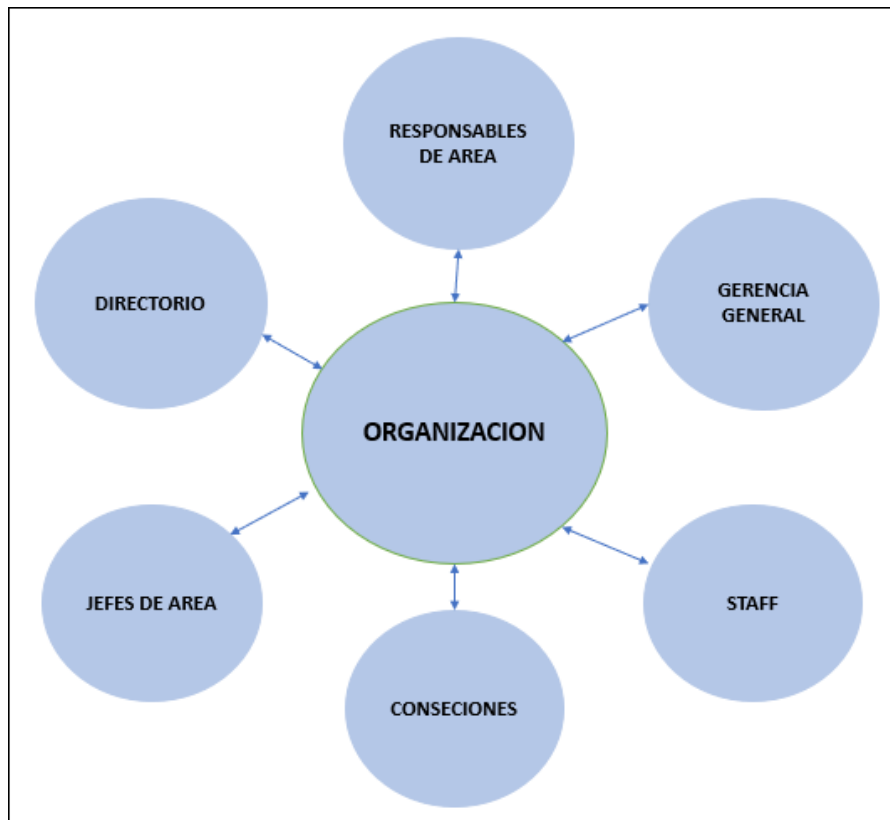 RESPONSABLES
DE AREA
DIRECTORIO
GERENCIA
GENERAL
ORGANIZACION
JEFES DE AREA
STAFF
CONSECIONES